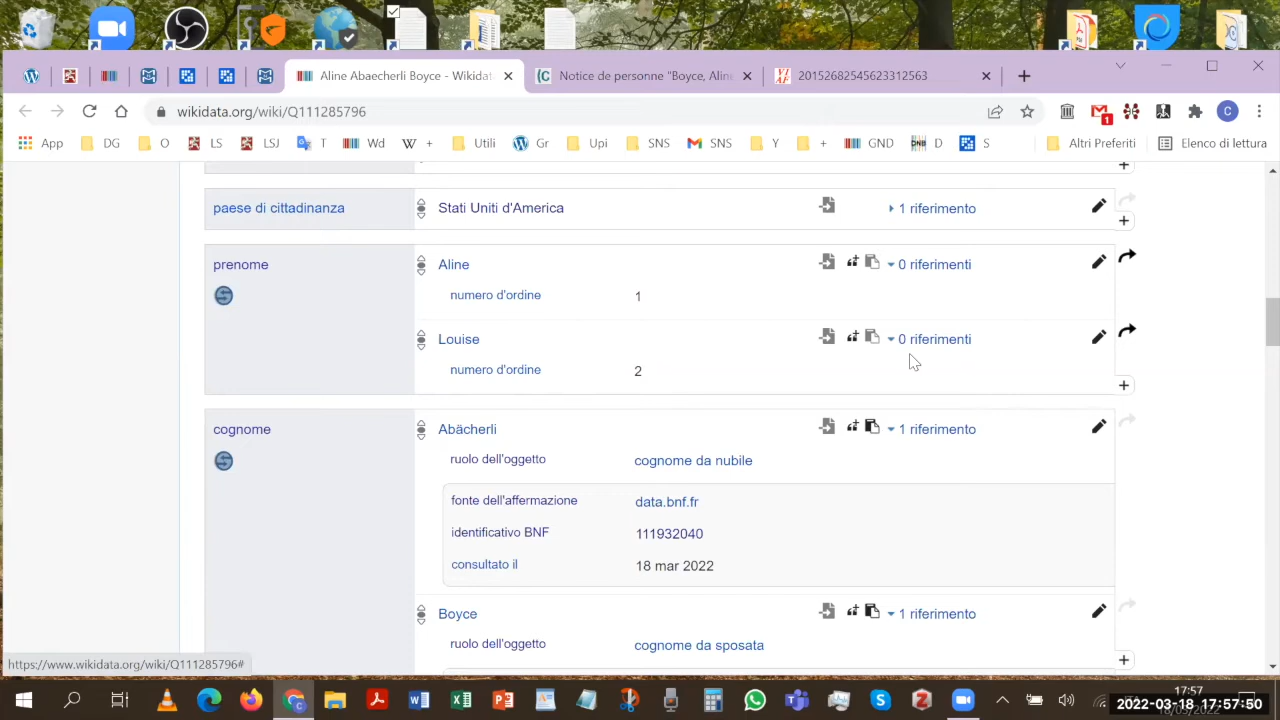 Aline Abaecherli Boyce - Wikidata
Notice de personne "Boyce, Aline
20152682545623312563
wikidata.org/wiki/Q111285796
1
C
App DG O LS LSJ T Wd + Utili Gr Upi SNS SNS Y + GND D S Altri Preferiti Elenco di lettura
paese di cittadinanza
Stati Uniti d'America
1 riferimento
prenome
Aline
0 riferimenti
numero d'ordine
1
Louise
0 riferimenti
numero d'ordine
2
cognome
Abächerli
1 riferimento
ruolo dell'oggetto
cognome da nubile
fonte dell'affermazione
data.bnf.fr
identificativo BNF
111932040
consultato il
18 mar 2022
Boyce
1 riferimento
ruolo dell'oggetto
cognome da sposata
https://www.wikidata.org/wiki/Q111285796#
17:57
2022-03-18 17:57:50